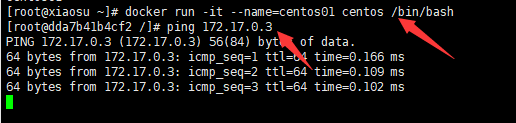 [root@xiaosu ~]# docker run -it --name=centos01 centos /bin/bash
[root@dda7b41b4cf2 /]# ping 172.17.0.3
PING 172.17.0.3 (172.17.0.3) 56(84) bytes of data.
64 bytes from 172.17.0.3: icmp_seq=1 ttl=64 time=0.166 ms
64 bytes from 172.17.0.3: icmp_seq=2 ttl=64 time=0.109 ms
64 bytes from 172.17.0.3: icmp_seq=3 ttl=64 time=0.102 ms